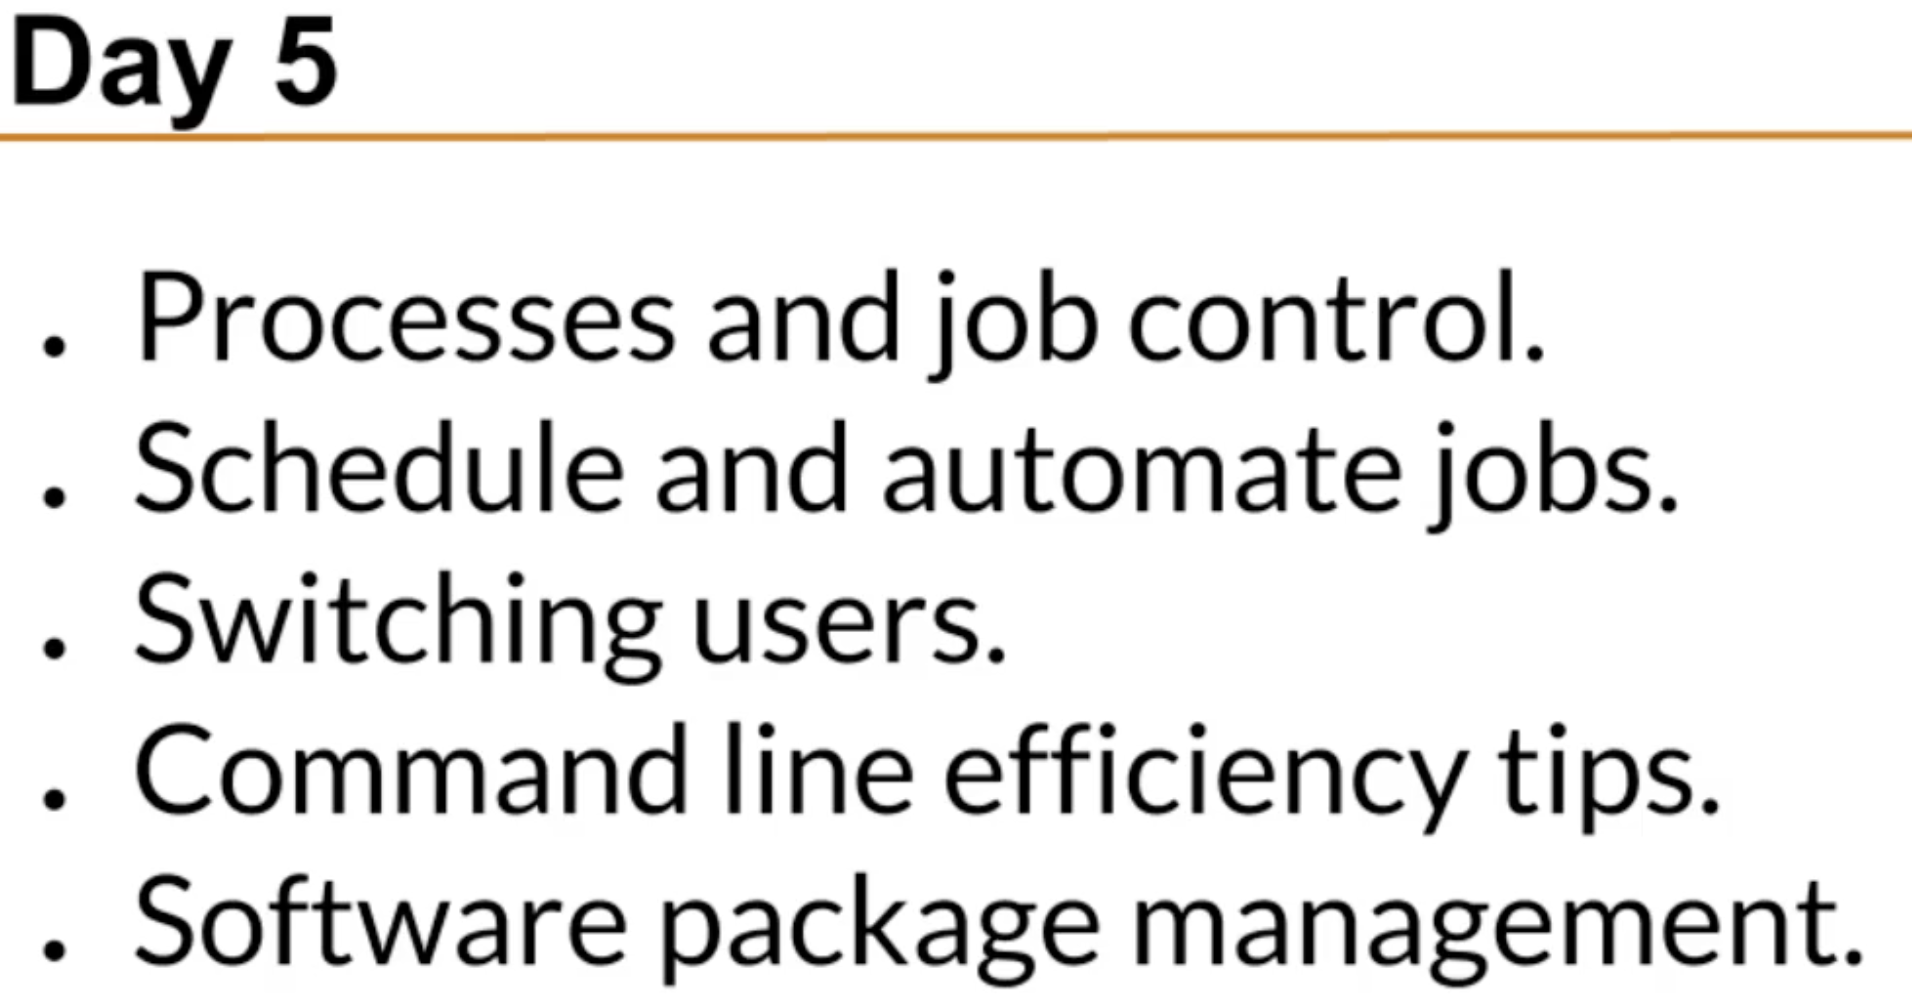 Day 5
. Processes and job control.
. Schedule and automate jobs.
. Switching users.
. Command line efficiency tips.
. Software package management.